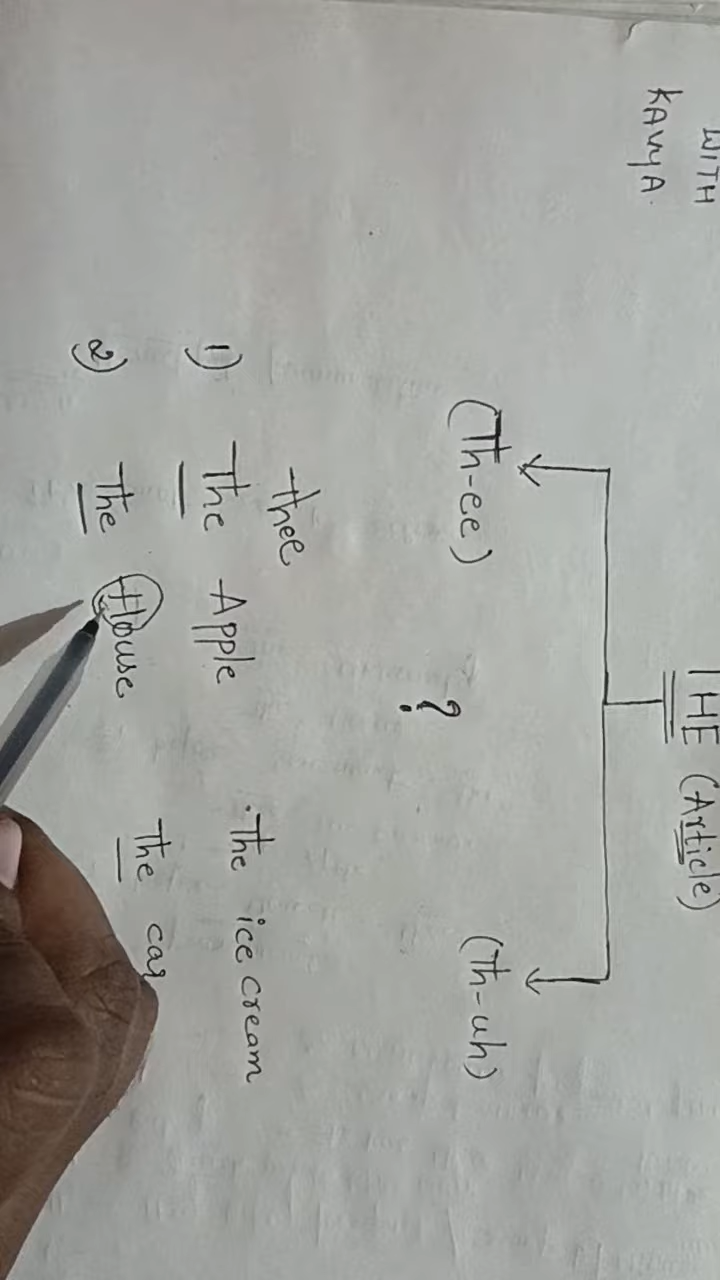 WITH
KAVYA.
THE (Article)
(Th-ee) (Th-uh)
?
thee
1) The Apple .The ice cream
2) The House The car